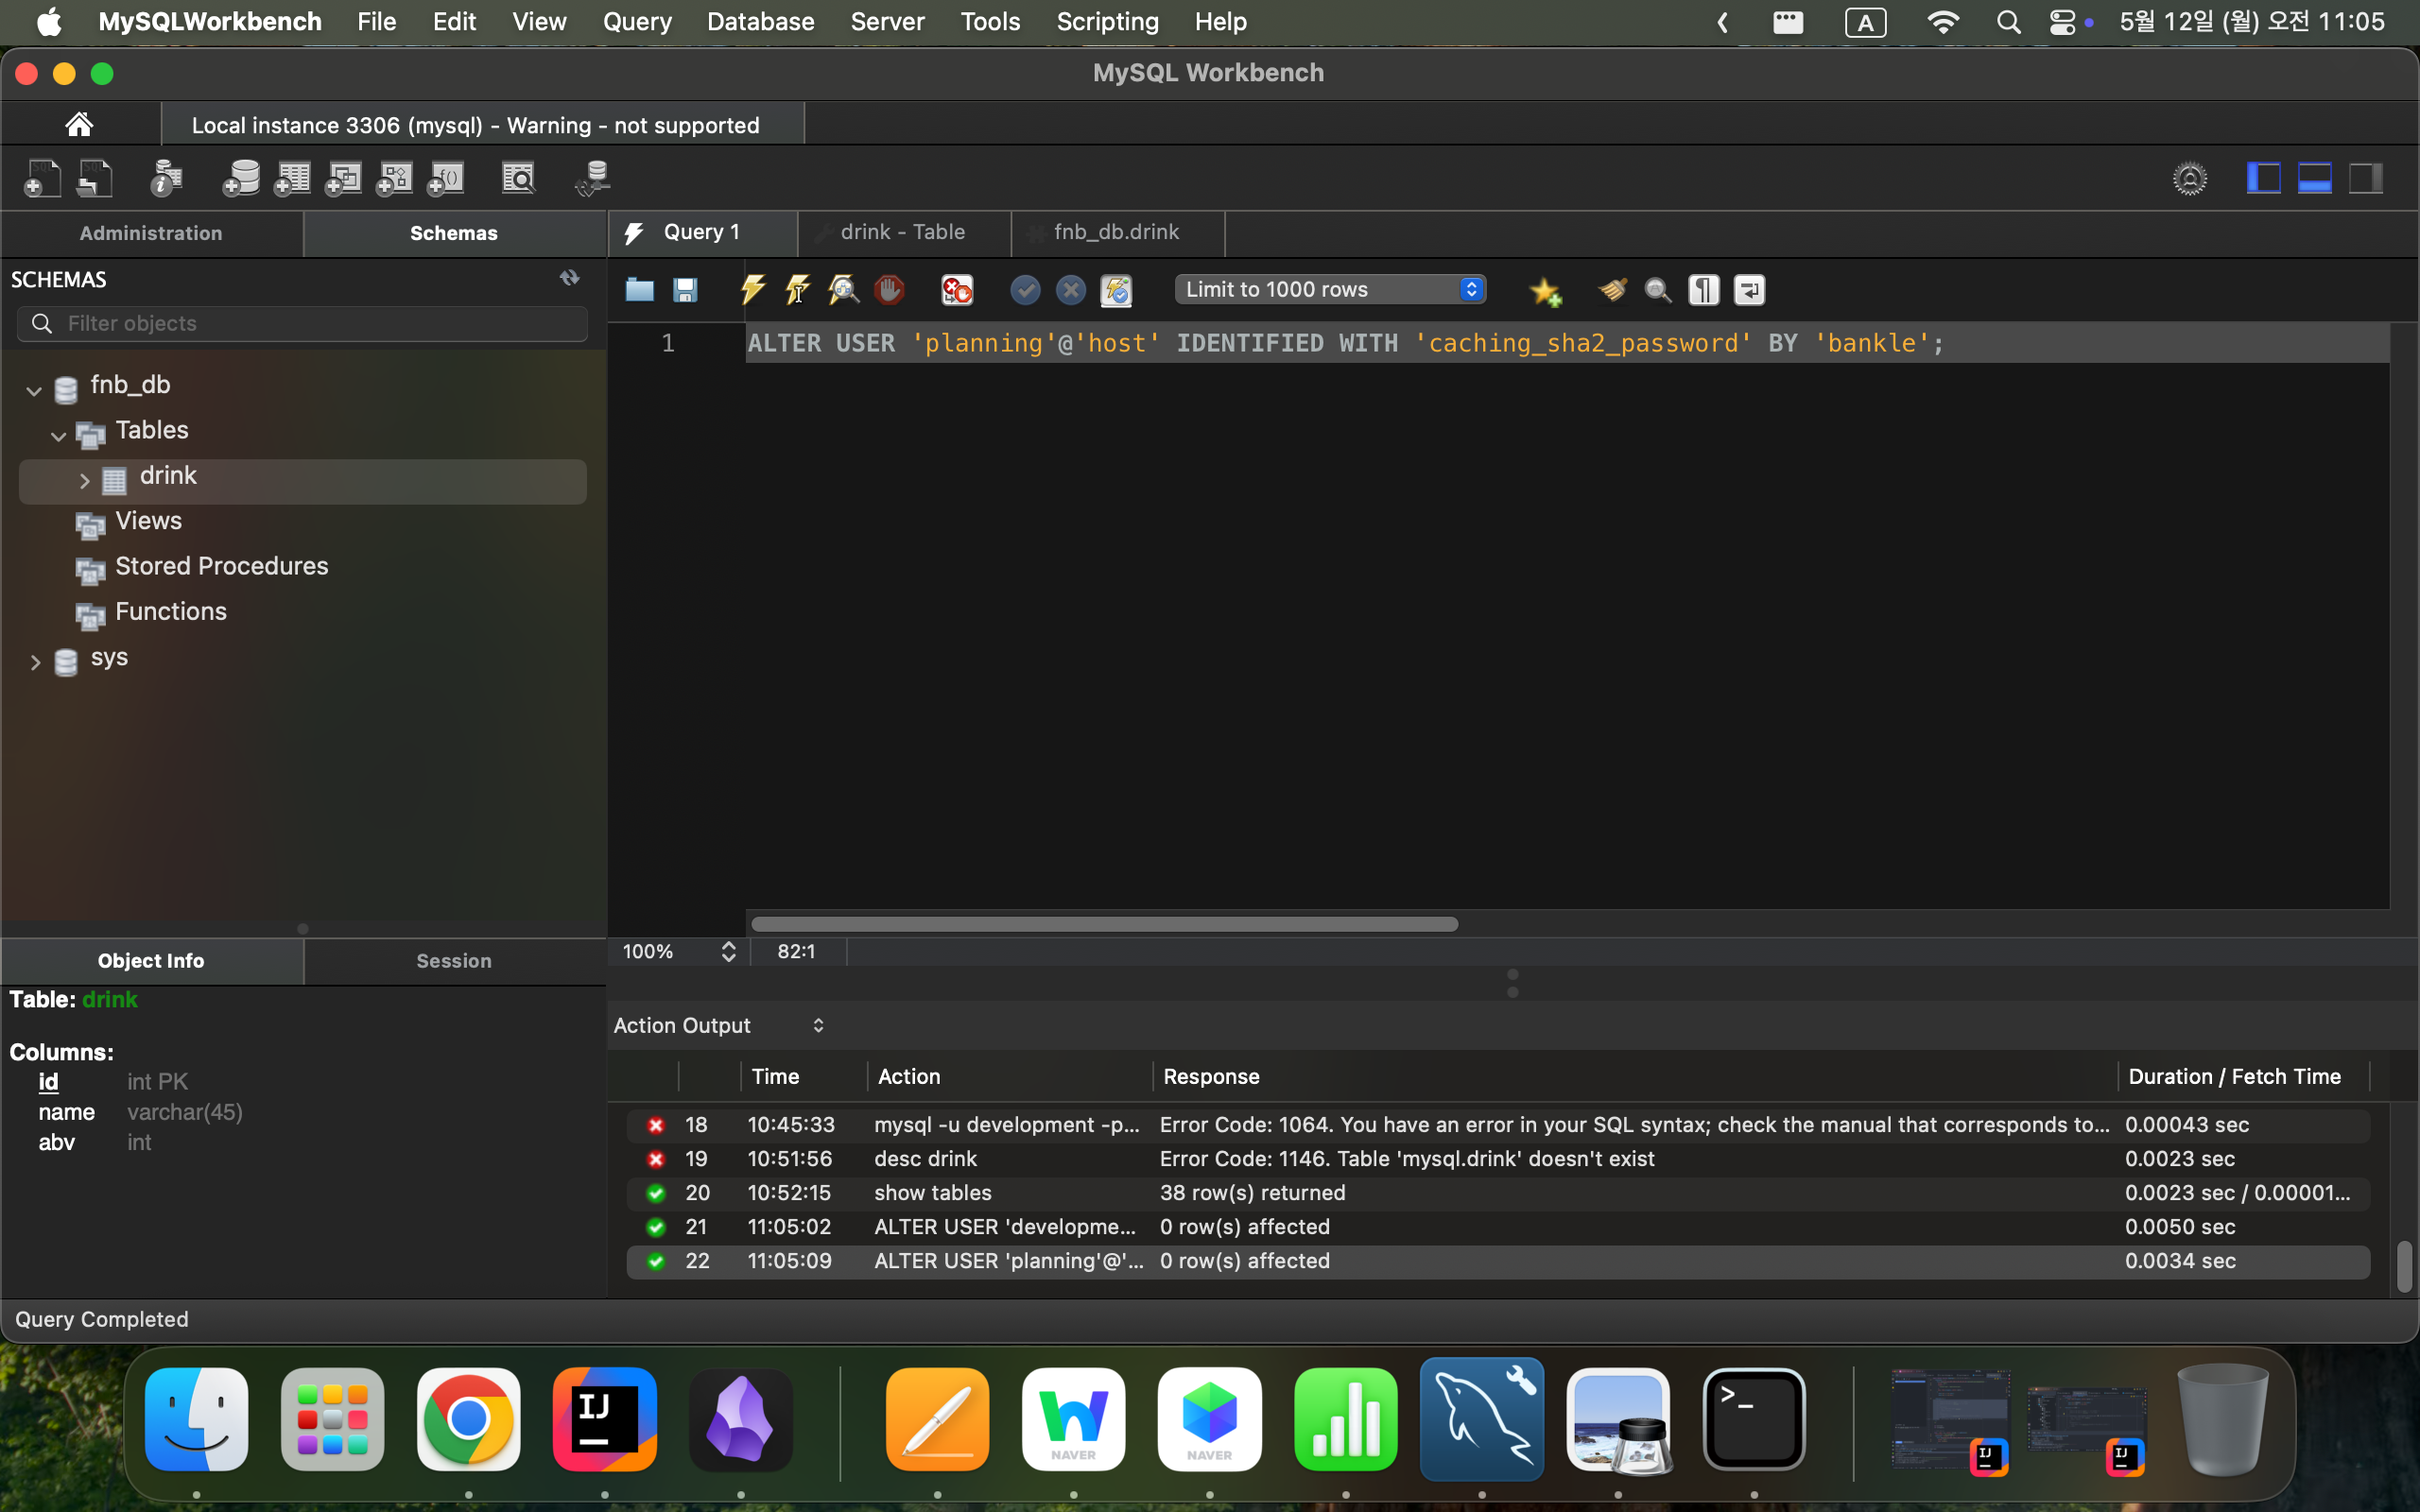 MySQLWorkbench File Edit View Query Database Server Tools Scripting Help A 5월 12일 (월) 오전 11:05
MySQL Workbench
Local instance 3306 (mysql) - Warning - not supported
Administration Schemas Query 1 drink - Table fnb_db.drink
SCHEMAS
Filter objects
Limit to 1000 rows
1 ALTER USER 'planning'@'host' IDENTIFIED WITH 'caching_sha2_password' BY 'bankle';
fnb_db
Tables
drink
Views
Stored Procedures
Functions
sys
100% 82:1
Object Info Session
Table: drink
Columns:
id int PK
name varchar(45)
abv int
Action Output
Time Action Response Duration / Fetch Time
18 10:45:33 mysql -u development -p... Error Code: 1064. You have an error in your SQL syntax; check the manual that corresponds to... 0.00043 sec
19 10:51:56 desc drink Error Code: 1146. Table 'mysql.drink' doesn't exist 0.0023 sec
20 10:52:15 show tables 38 row(s) returned 0.0023 sec / 0.00001...
21 11:05:02 ALTER USER 'developme... 0 row(s) affected 0.0050 sec
22 11:05:09 ALTER USER 'planning'@'... 0 row(s) affected 0.0034 sec
Query Completed
IJ
NAVER
NAVER
>_
IJ
IJ